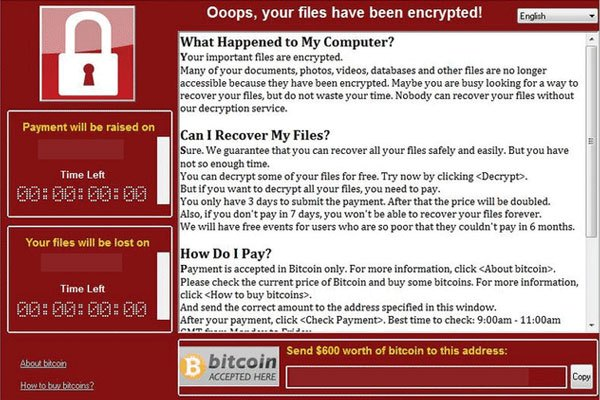 Ooops, your files have been encrypted!
English
What Happened to My Computer?
Your important files are encrypted.
Many of your documents, photos, videos, databases and other files are no longer
accessible because they have been encrypted. Maybe you are busy looking for a way to
recover your files, but do not waste your time. Nobody can recover your files without
our decryption service.
Can I Recover My Files?
Sure. We guarantee that you can recover all your files safely and easily. But you have
not so enough time.
You can decrypt some of your files for free. Try now by clicking <Decrypt>.
But if you want to decrypt all your files, you need to pay.
You only have 3 days to submit the payment. After that the price will be doubled.
Also, if you don't pay in 7 days, you won't be able to recover your files forever.
We will have free events for users who are so poor that they couldn't pay in 6 months.
How Do I Pay?
Payment is accepted in Bitcoin only. For more information, click <About bitcoin>.
Please check the current price of Bitcoin and buy some bitcoins. For more information,
click <How to buy bitcoins>.
And send the correct amount to the address specified in this window.
After your payment, click <Check Payment>. Best time to check: 9:00am - 11:00am
GMT from Monday to Friday
Payment will be raised on
Time Left
00:00:00:00
Your files will be lost on
Time Left
00:00:00:00
About bitcoin
How to buy bitcoins?
bitcoin
ACCEPTED HERE
Send $600 worth of bitcoin to this address:
Copy